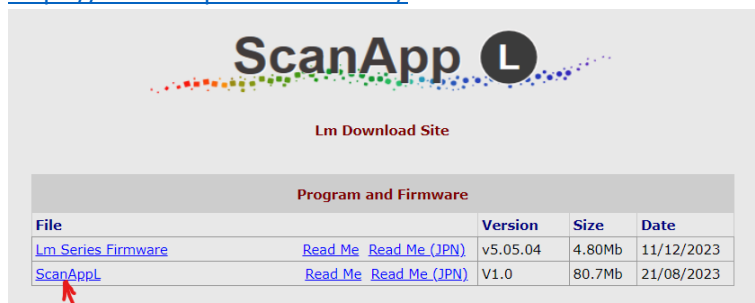 ScanApp L
Lm Download Site
Program and Firmware
File Version Size Date
Lm Series Firmware Read Me Read Me (JPN) v5.05.04 4.80Mb 11/12/2023
ScanAppL Read Me Read Me (JPN) V1.0 80.7Mb 21/08/2023